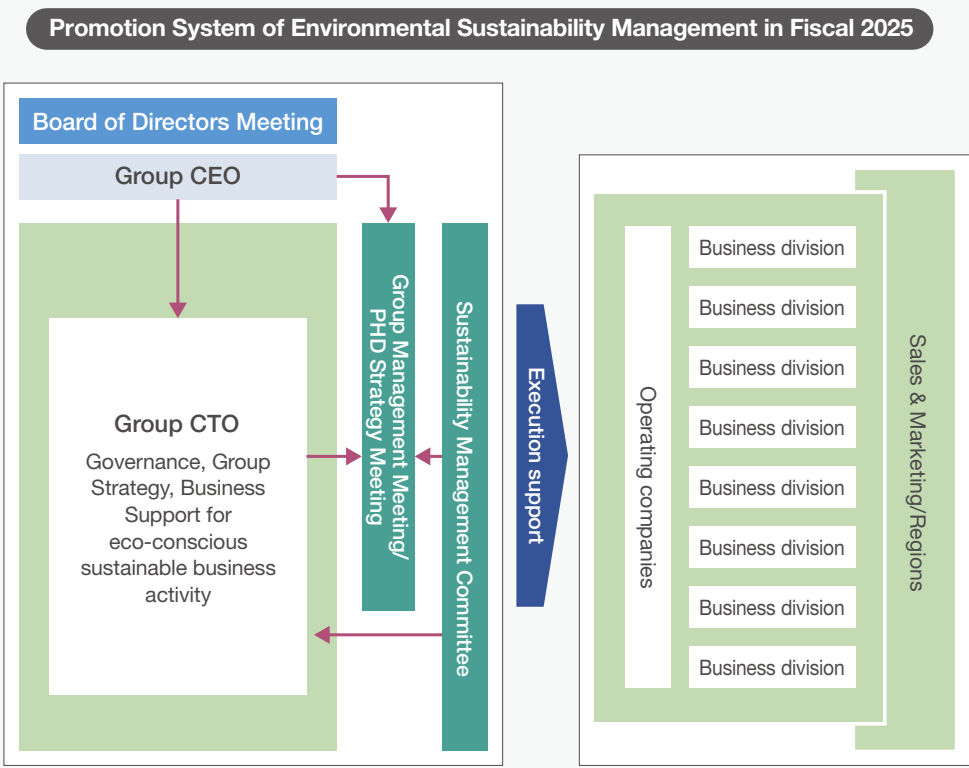 Promotion System of Environmental Sustainability Management in Fiscal 2025
Board of Directors Meeting
Group CEO
Group CTO
Governance, Group
Strategy, Business
Support for
eco-conscious
sustainable business
activity
Group Management Meeting/
PHD Strategy Meeting
Sustainability Management Committee
Execution support
Operating companies
Business division
Business division
Business division
Business division
Business division
Business division
Business division
Business division
Sales & Marketing/Regions